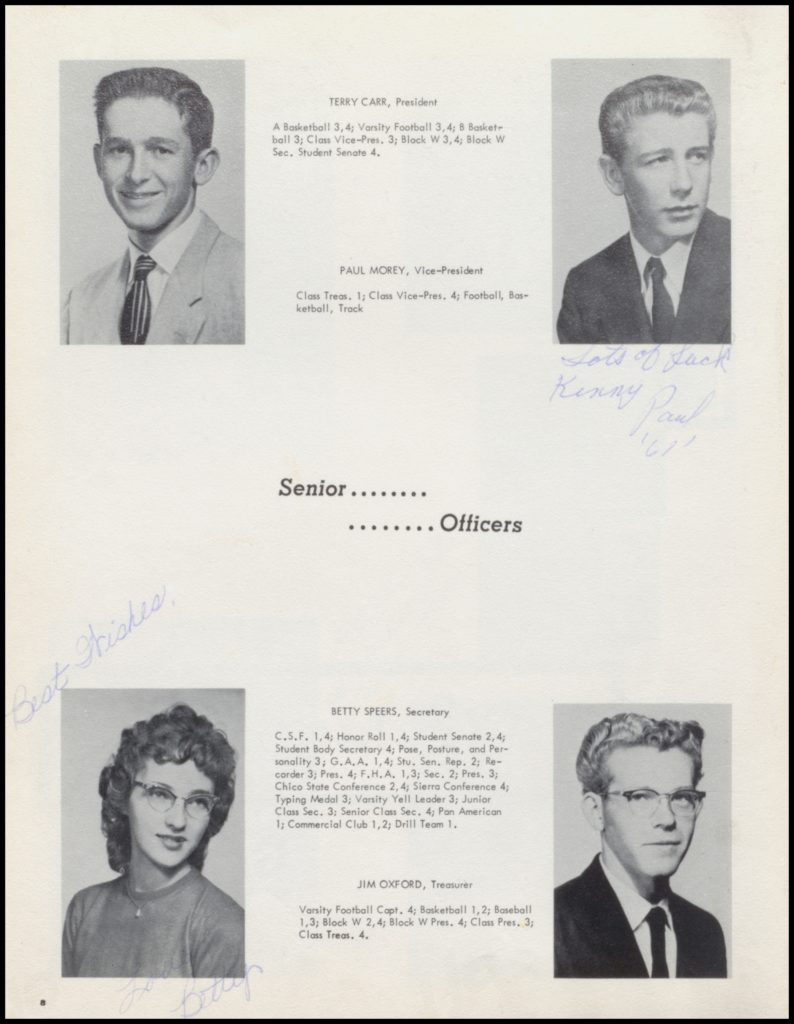 TERRY CARR, President
A Basketball 3,4; Varsity Football 3,4; B Basket-
ball 3; Class Vice-Pres. 3; Block W 3,4; Block W
Sec. Student Senate 4.
PAUL MOREY, Vice-President
Class Treas. 1; Class Vice-Pres. 4; Football, Bas-
ketball, Track
Lots of Luck
Kenny
Paul
'61'
Senior........
........Officers
Best Wishes,
BETTY SPEERS, Secretary
C.S.F. 1,4; Honor Roll 1,4; Student Senate 2,4;
Student Body Secretary 4; Pose, Posture, and Per-
sonality 3; G.A.A. 1,4; Stu. Sen. Rep. 2; Re-
corder 3; Pres. 4; F.H.A. 1,3; Sec. 2; Pres. 3;
Chico State Conference 2,4; Sierra Conference 4;
Typing Medal 3; Varsity Yell Leader 3; Junior
Class Sec. 3; Senior Class Sec. 4; Pan American
1; Commercial Club 1,2; Drill Team 1.
JIM OXFORD, Treasurer
Varsity Football Capt. 4; Basketball 1,2; Baseball
1,3; Block W 2,4; Block W Pres. 4; Class Pres. 3;
Class Treas. 4.
Love
Betty
8